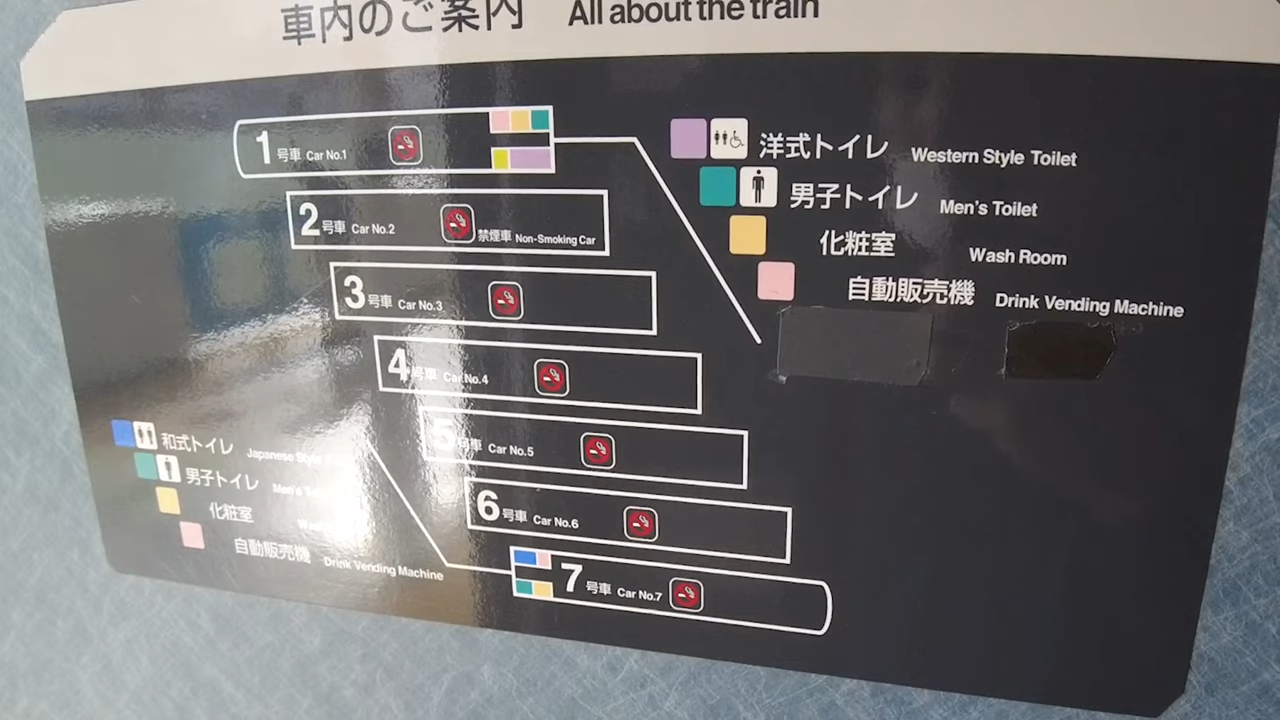 車内のご案内 All about the train
1号車 Car No.1
2号車 Car No.2 禁煙車 Non-Smoking Car
3号車 Car No.3
4号車 Car No.4
5号車 Car No.5
6号車 Car No.6
7号車 Car No.7
洋式トイレ Western Style Toilet
男子トイレ Men's Toilet
化粧室 Wash Room
自動販売機 Drink Vending Machine
和式トイレ Japanese Style
男子トイレ Men's
化粧室
自動販売機 Drink Vending Machine